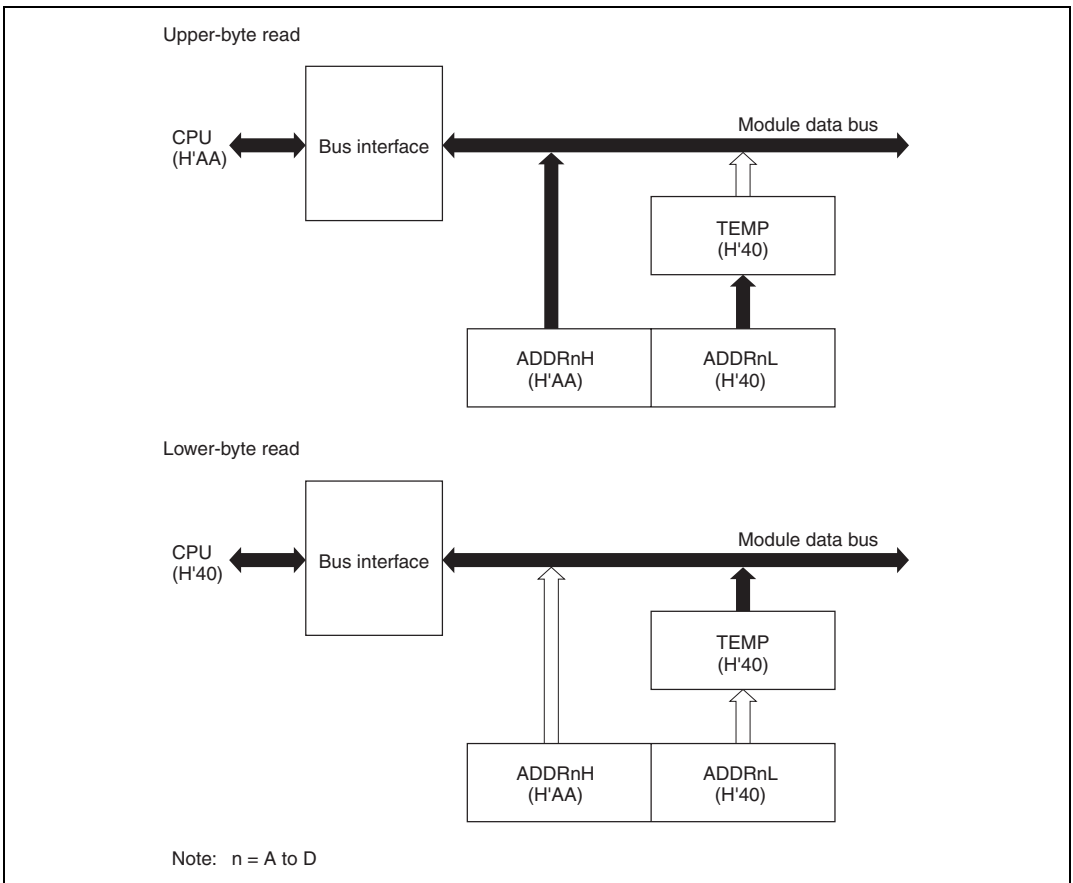 Upper-byte read
Module data bus
CPU
(H'AA)
Bus interface
TEMP
(H'40)
ADDRnH
(H'AA)
ADDRnL
(H'40)
Lower-byte read
Module data bus
CPU
(H'40)
Bus interface
TEMP
(H'40)
ADDRnH
(H'AA)
ADDRnL
(H'40)
Note: n = A to D